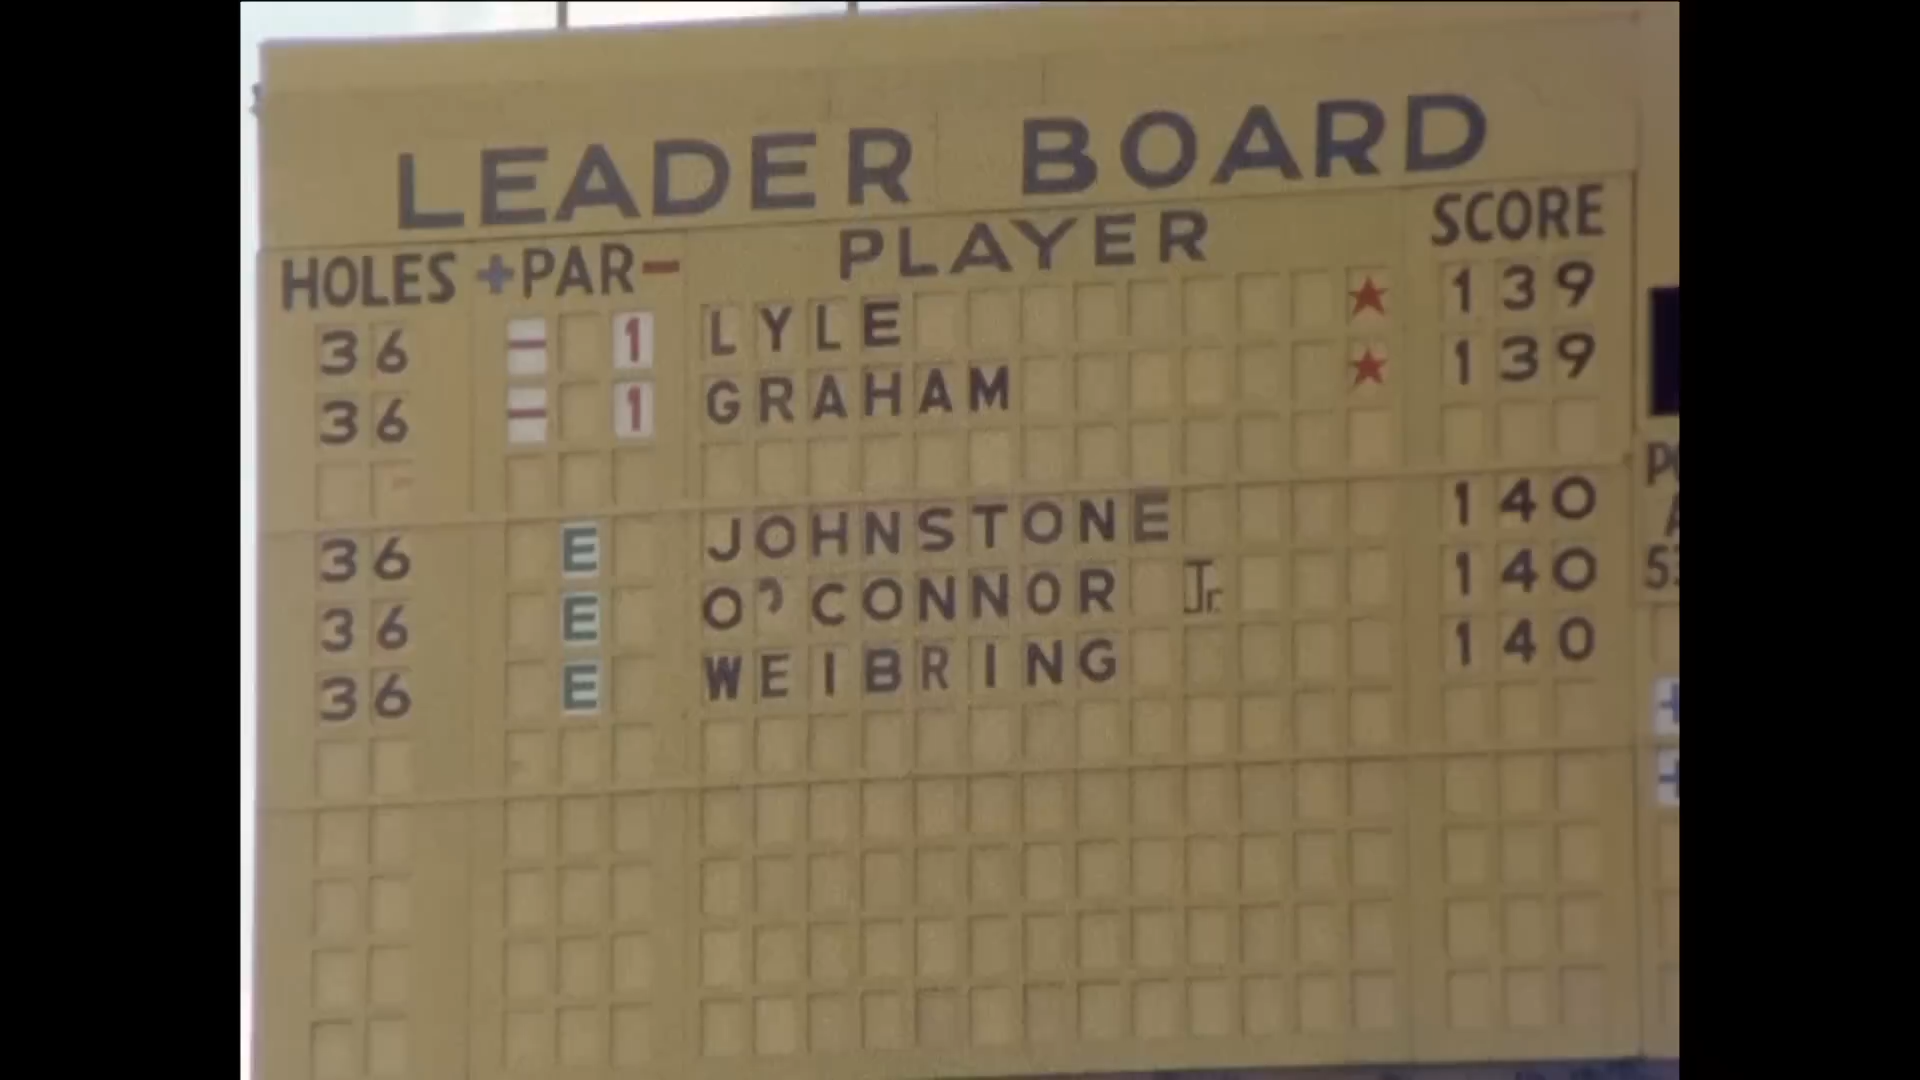 LEADER BOARD
HOLES +PAR- PLAYER SCORE
36 - 1 LYLE ★ 139
36 - 1 GRAHAM ★ 139
36 E JOHNSTONE 140
36 E O'CONNOR Jr. 140
36 E WEIBRING 140